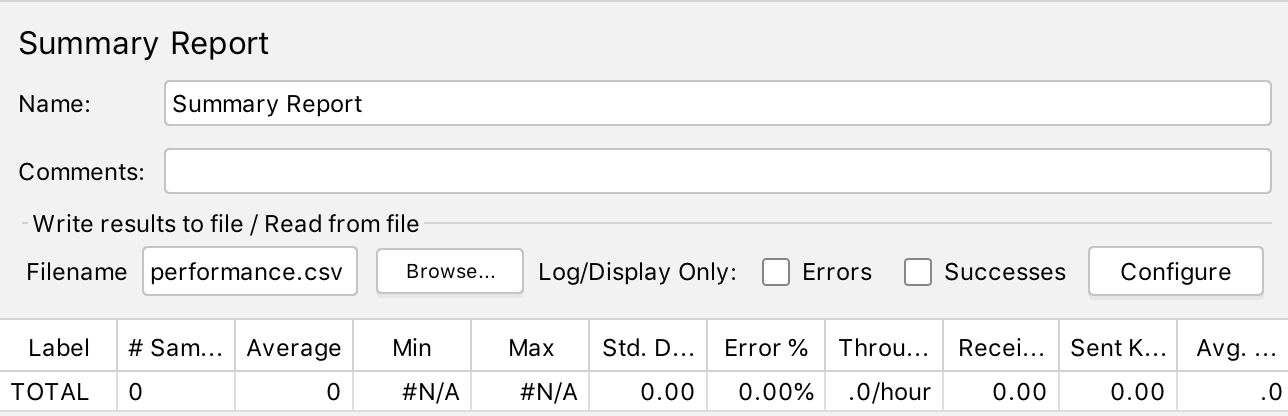 Summary Report
Name: Summary Report
Comments:
Write results to file / Read from file
Filename performance.csv Browse... Log/Display Only: Errors Successes Configure
Label # Sam... Average Min Max Std. D... Error % Throu... Recei... Sent K... Avg. ...
TOTAL 0 0 #N/A #N/A 0.00 0.00% .0/hour 0.00 0.00 .0